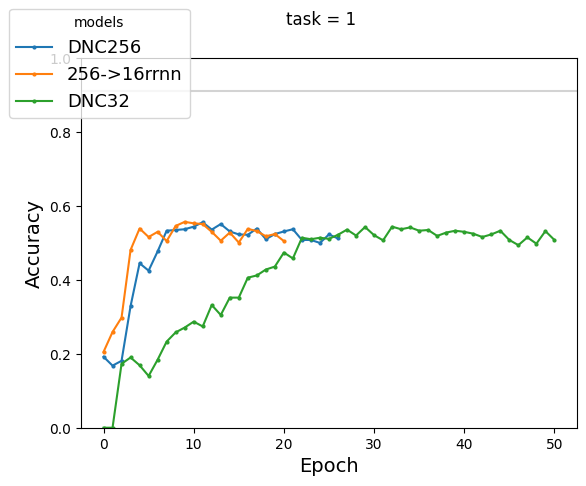 task = 1
models
DNC256
256->16rrnn
DNC32
1.0
0.8
0.6
0.4
0.2
0.0
Accuracy
0 10 20 30 40 50
Epoch